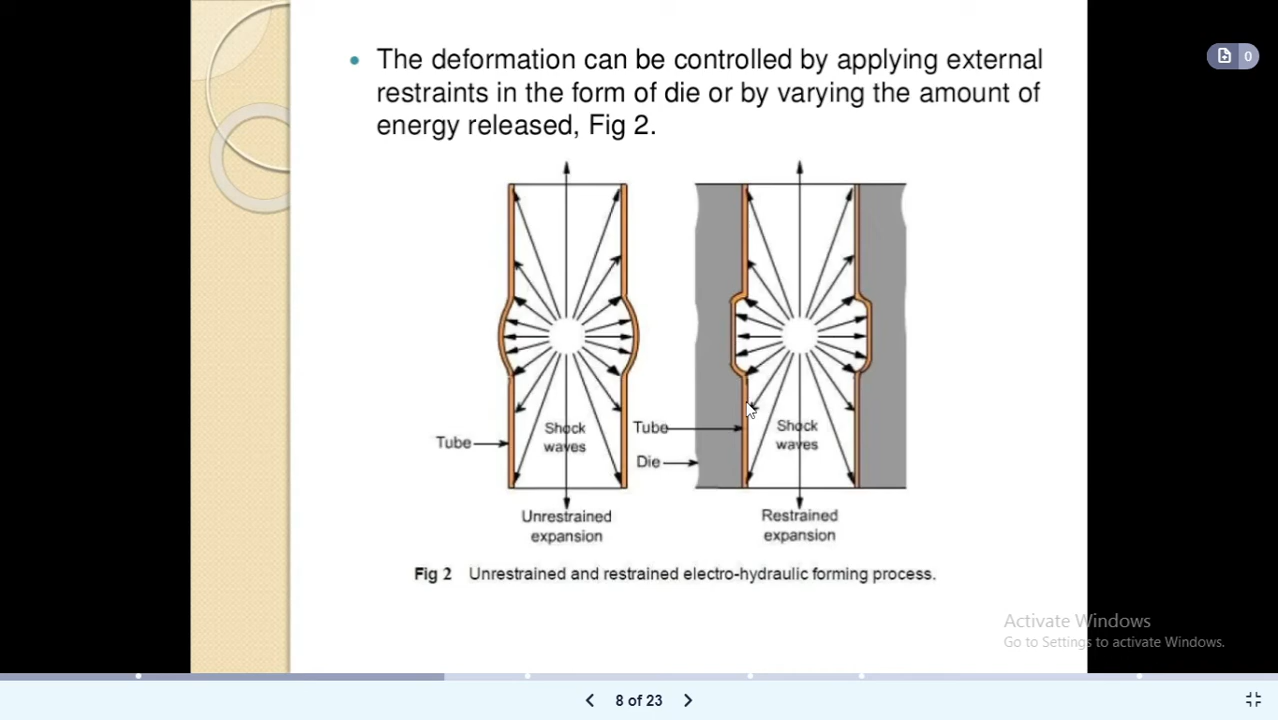 The deformation can be controlled by applying external
restraints in the form of die or by varying the amount of
energy released, Fig 2.
Tube
Shock
waves
Tube
Die
Shock
waves
Unrestrained
expansion
Restrained
expansion
Fig 2 Unrestrained and restrained electro-hydraulic forming process.
0
Activate Windows
Go to Settings to activate Windows.
8 of 23